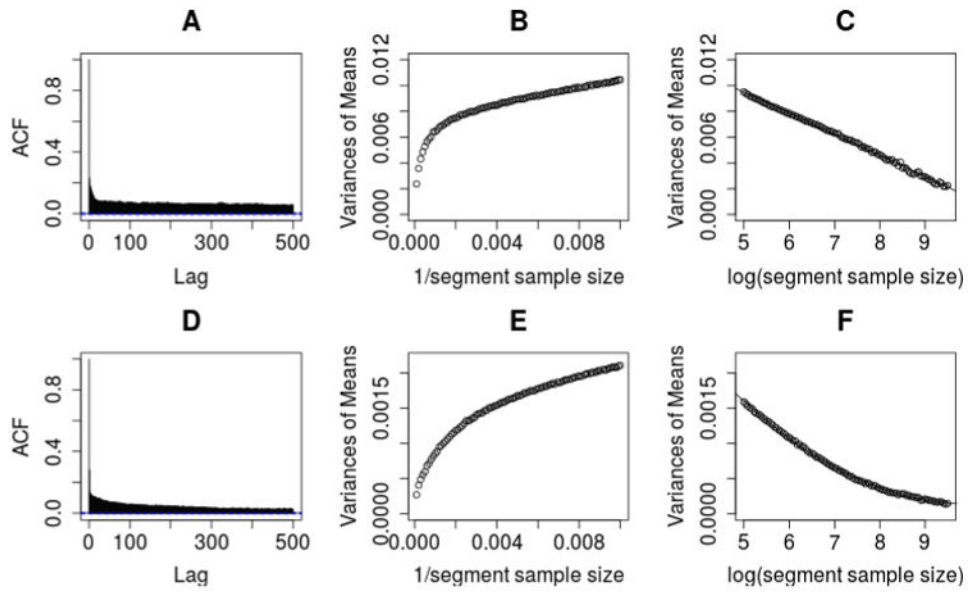 A
ACF
0.0 0.4 0.8
0 100 300 500
Lag
B
Variances of Means
0.000 0.006 0.012
0.000 0.004 0.008
1/segment sample size
C
Variances of Means
0.000 0.006 0.012
5 6 7 8 9
log(segment sample size)
D
ACF
0.0 0.4 0.8
0 100 300 500
Lag
E
Variances of Means
0.0000 0.0015
0.000 0.004 0.008
1/segment sample size
F
Variances of Means
0.0000 0.0015
5 6 7 8 9
log(segment sample size)